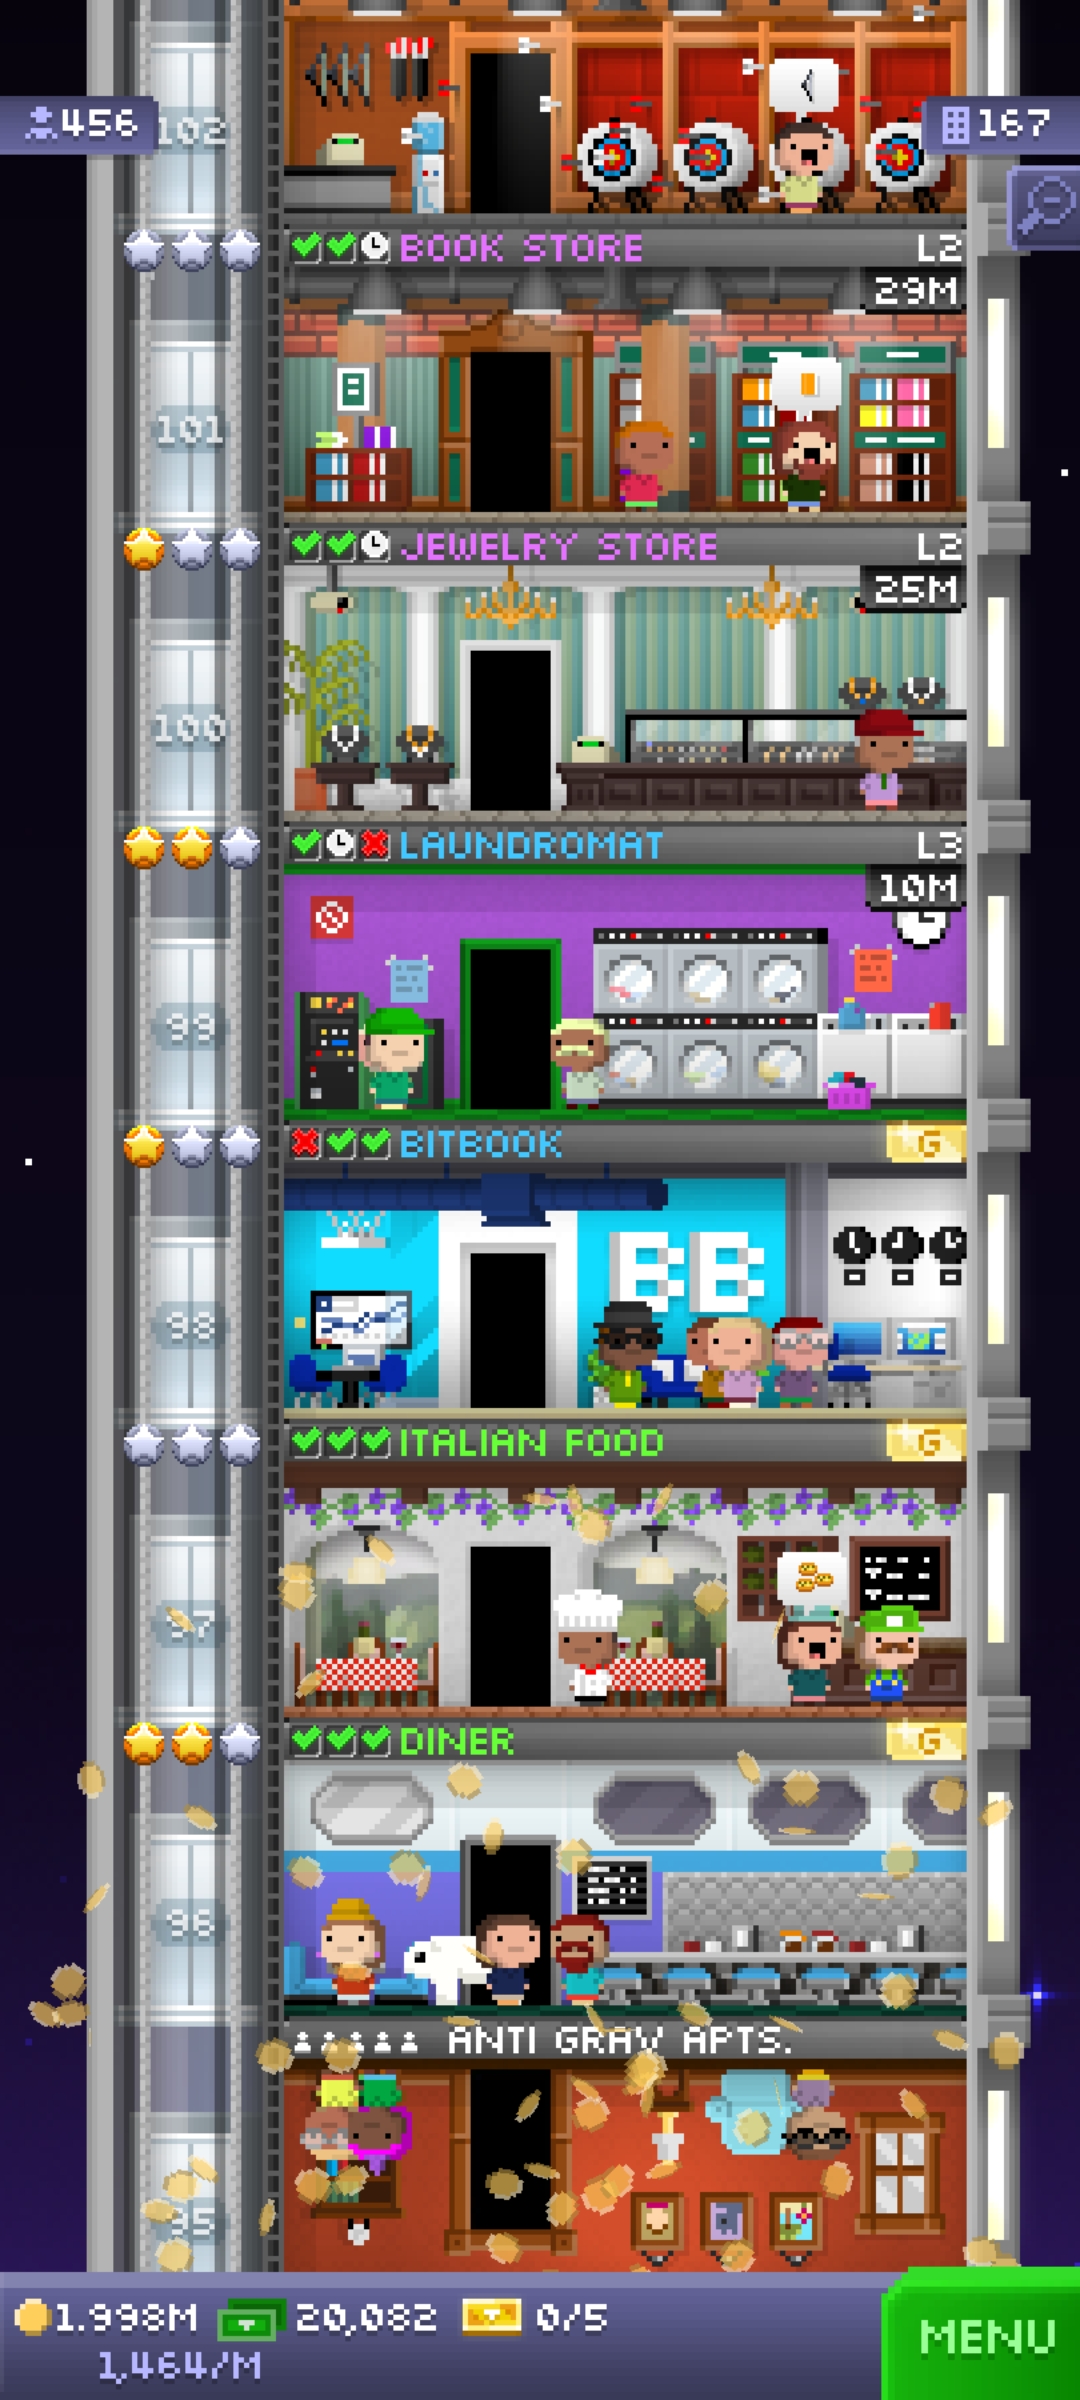 456
102
167
BOOK STORE L2
29M
101
JEWELRY STORE L2
25M
100
LAUNDROMAT L3
10M
99
BITBOOK G
BB
98
ITALIAN FOOD G
97
DINER G
96
ANTI GRAV APTS.
95
1.998M 20,082 0/5
1,464/M
MENU